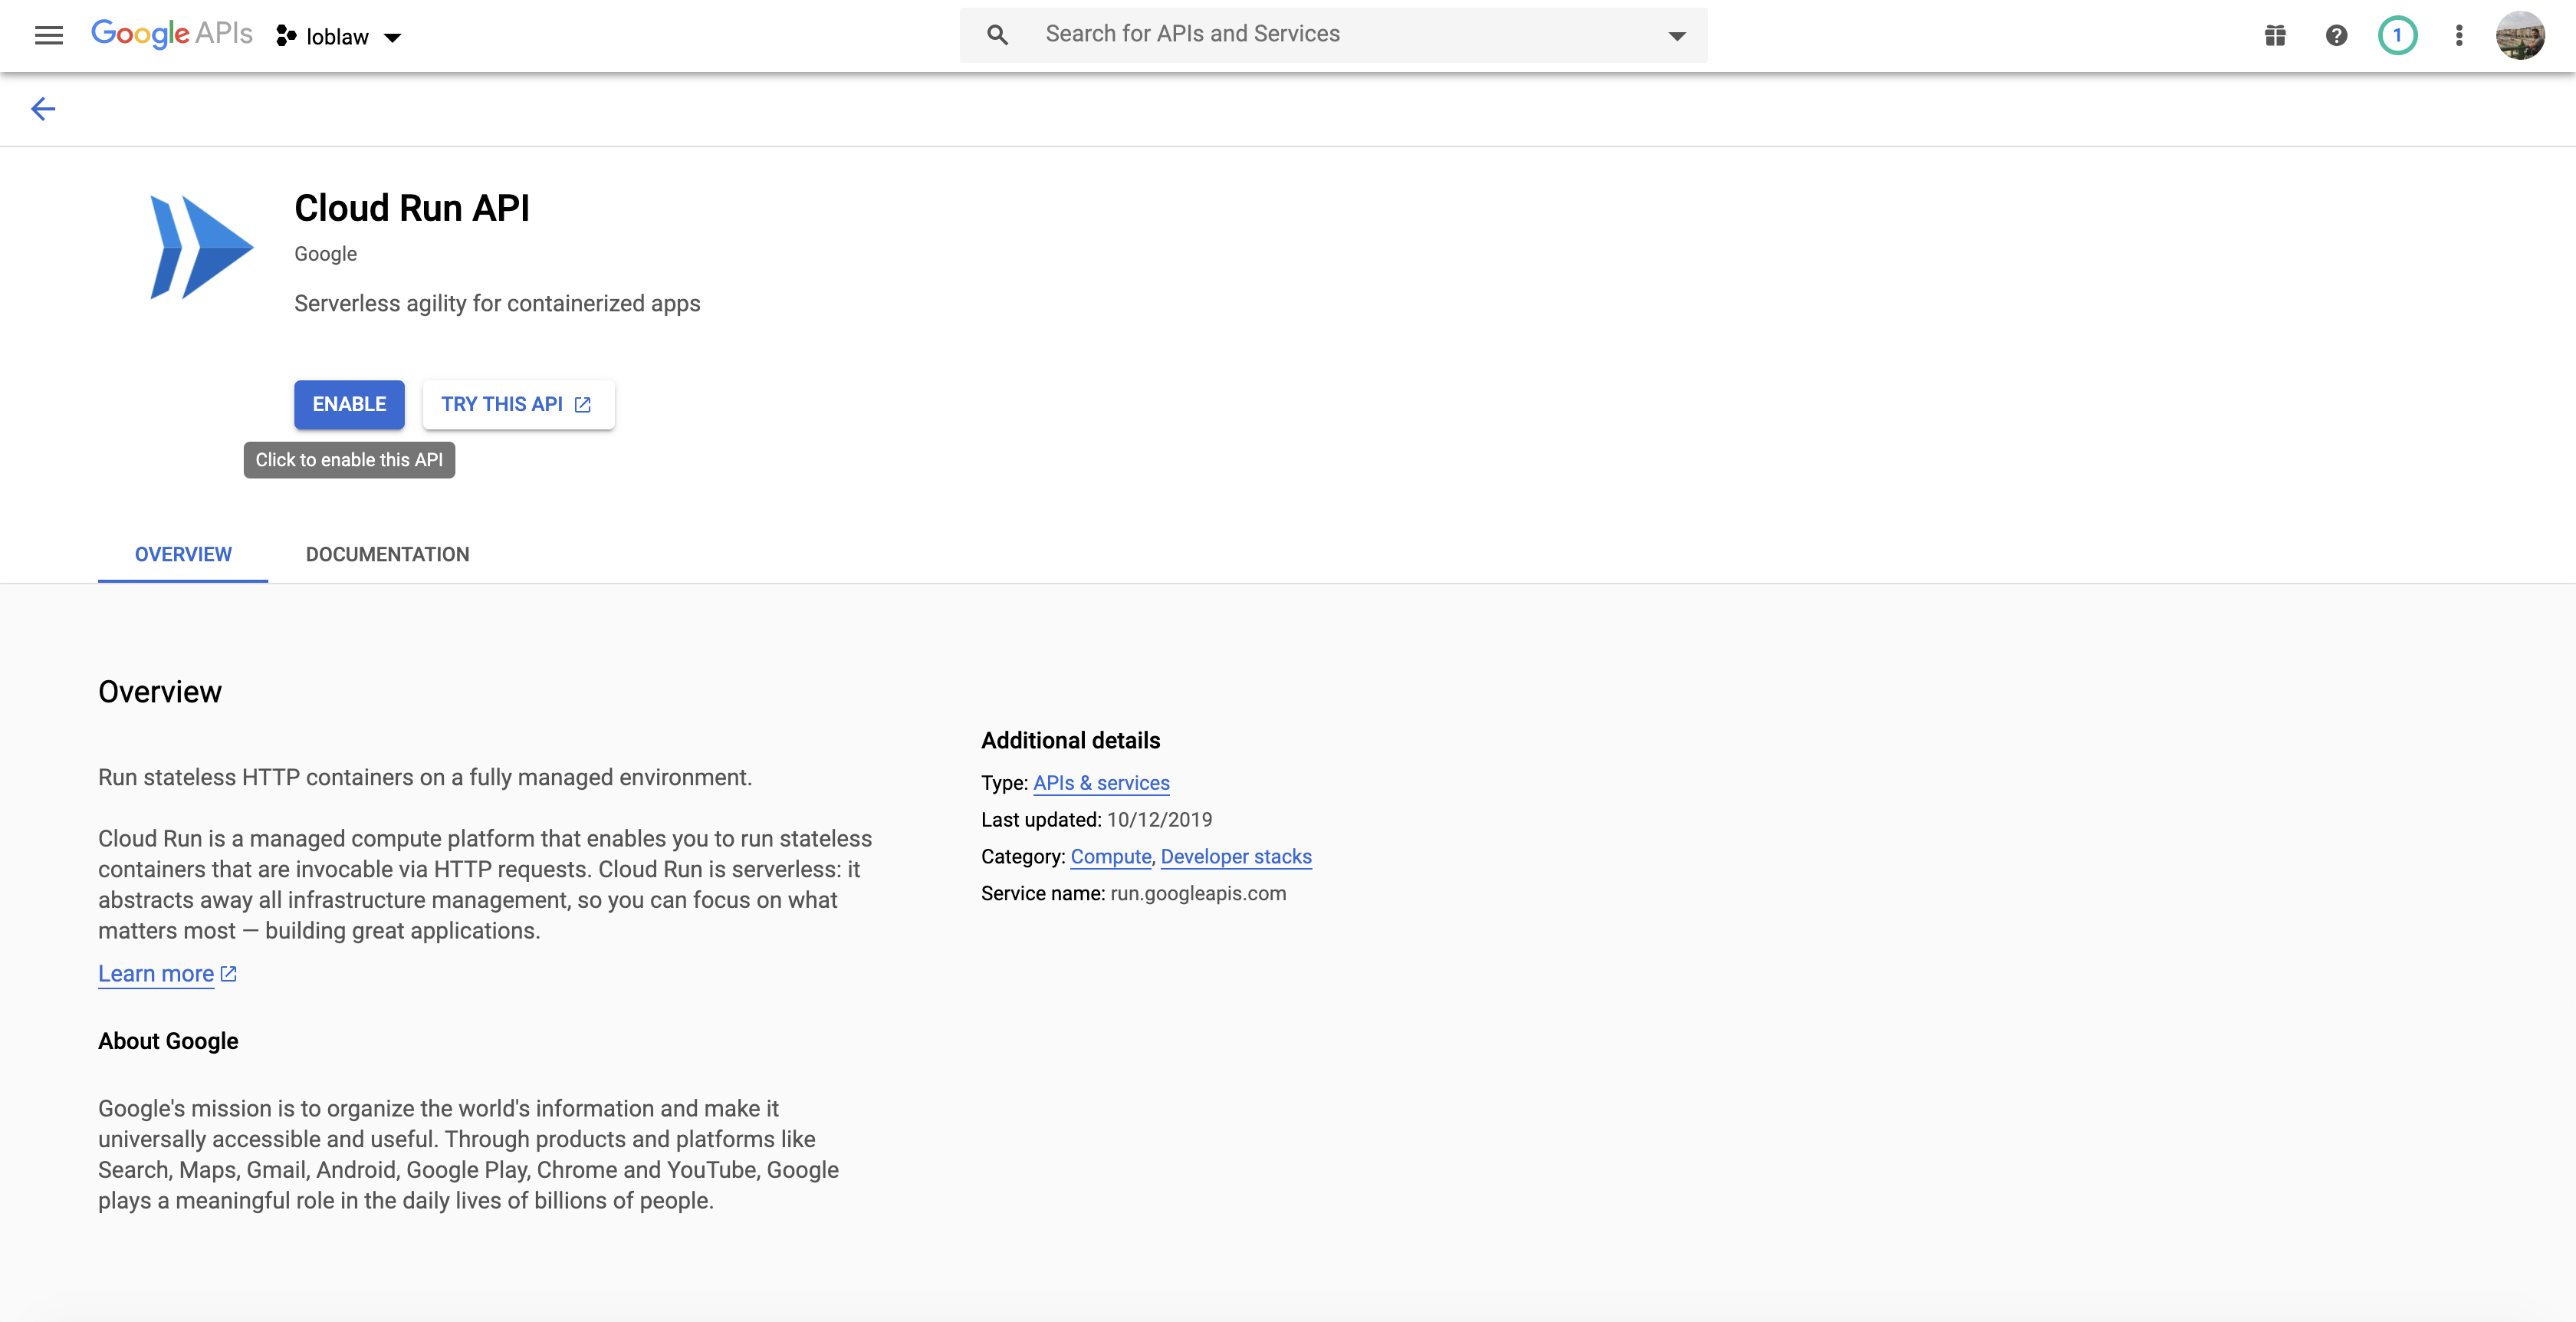 Google APIs loblaw Search for APIs and Services 1
Cloud Run API
Google
Serverless agility for containerized apps
ENABLE TRY THIS API
Click to enable this API
OVERVIEW DOCUMENTATION
Overview
Run stateless HTTP containers on a fully managed environment.
Cloud Run is a managed compute platform that enables you to run stateless
containers that are invocable via HTTP requests. Cloud Run is serverless: it
abstracts away all infrastructure management, so you can focus on what
matters most — building great applications.
Learn more
About Google
Google's mission is to organize the world's information and make it
universally accessible and useful. Through products and platforms like
Search, Maps, Gmail, Android, Google Play, Chrome and YouTube, Google
plays a meaningful role in the daily lives of billions of people.
Additional details
Type: APIs & services
Last updated: 10/12/2019
Category: Compute, Developer stacks
Service name: run.googleapis.com